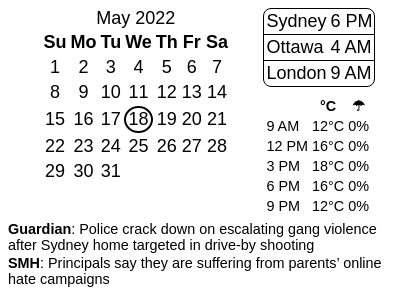 May 2022
Su Mo Tu We Th Fr Sa
1 2 3 4 5 6 7
8 9 10 11 12 13 14
15 16 17 18 19 20 21
22 23 24 25 26 27 28
29 30 31
Sydney 6 PM
Ottawa 4 AM
London 9 AM
°C ☂
9 AM 12°C 0%
12 PM 16°C 0%
3 PM 18°C 0%
6 PM 16°C 0%
9 PM 12°C 0%
Guardian: Police crack down on escalating gang violence
after Sydney home targeted in drive-by shooting
SMH: Principals say they are suffering from parents’ online
hate campaigns